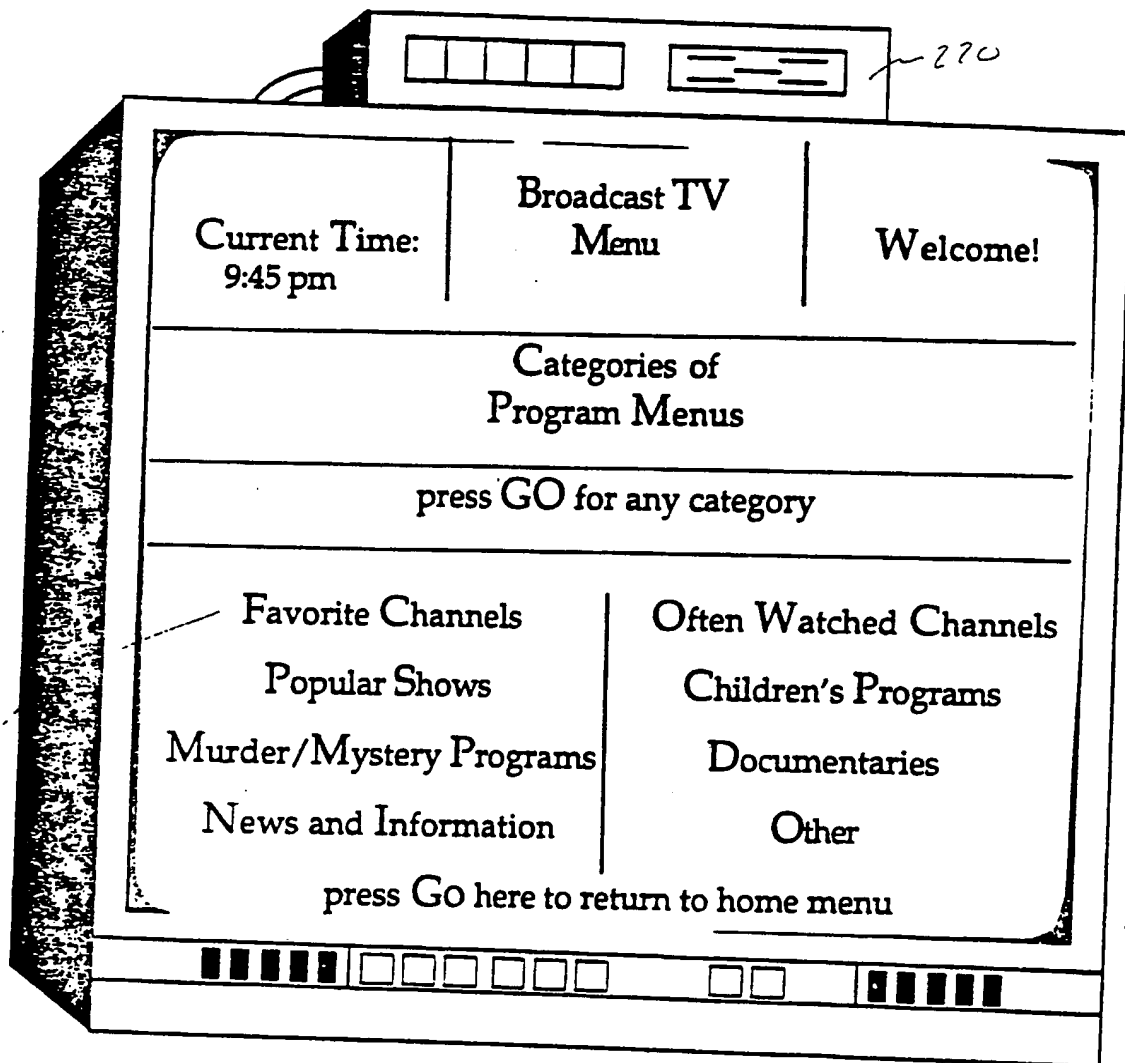 220
Current Time:
9:45 pm
Broadcast TV
Menu
Welcome!
Categories of
Program Menus
press GO for any category
Favorite Channels
Popular Shows
Murder/Mystery Programs
News and Information
Often Watched Channels
Children's Programs
Documentaries
Other
press Go here to return to home menu